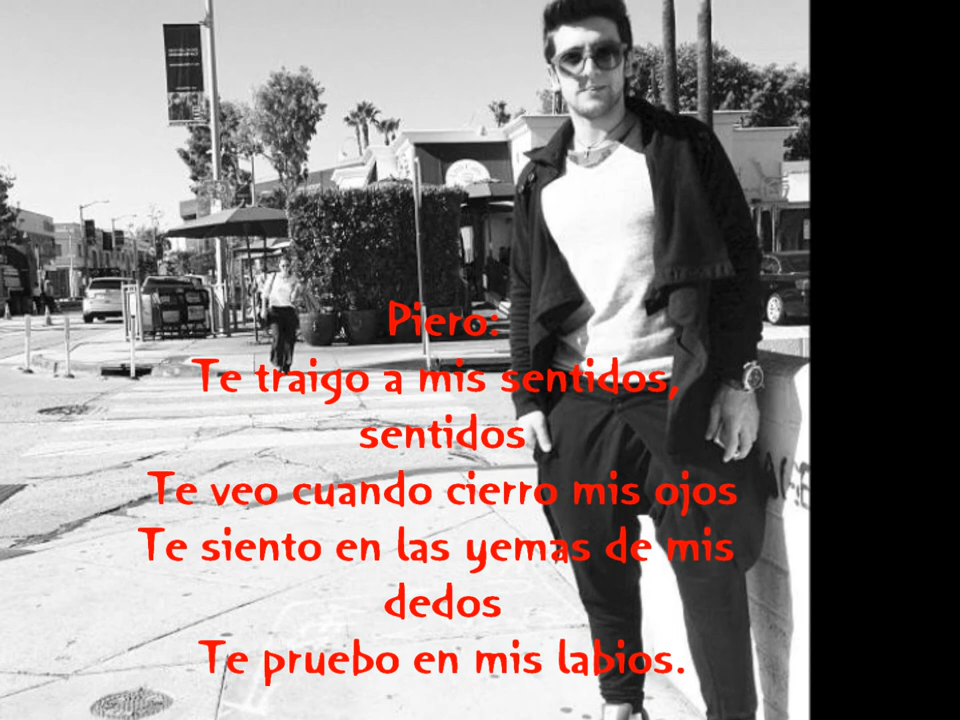 Piero:
Te traigo a mis sentidos,
sentidos
Te veo cuando cierro mis ojos
Te siento en las yemas de mis
dedos
Te pruebo en mis labios.